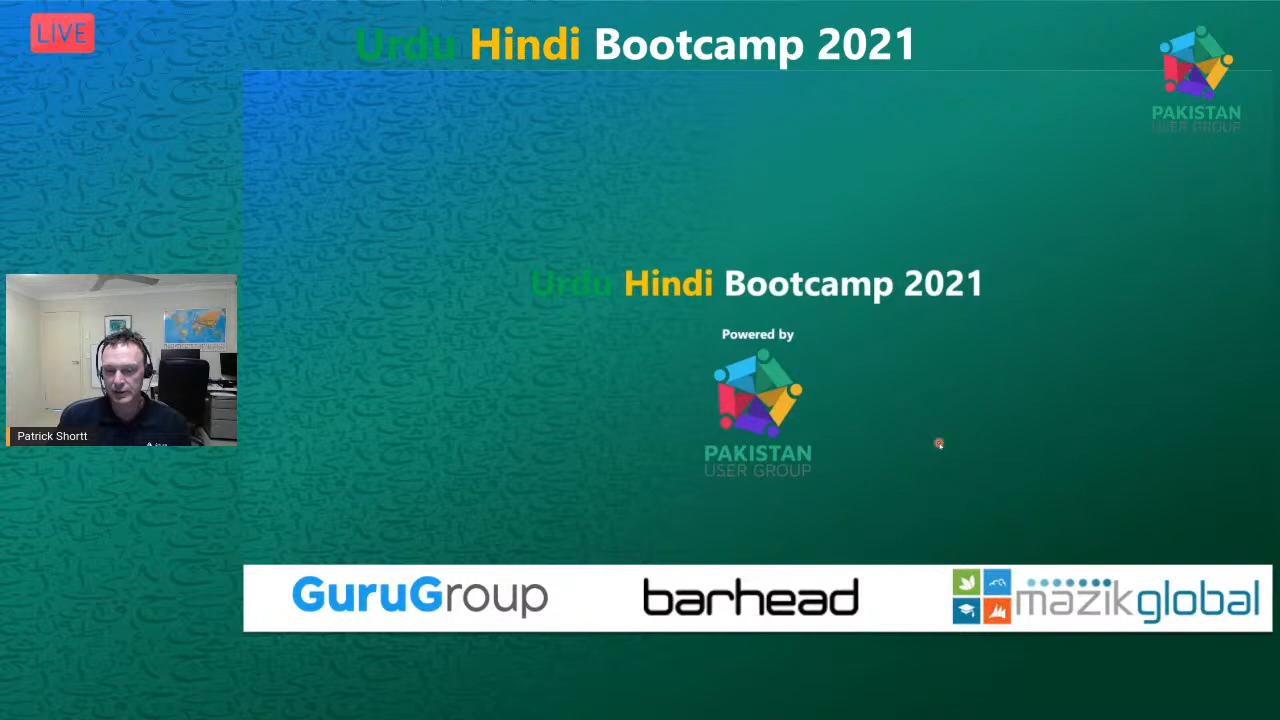 LIVE
Urdu Hindi Bootcamp 2021
PAKISTAN
USER GROUP
Urdu Hindi Bootcamp 2021
Powered by
PAKISTAN
USER GROUP
Patrick Shortt
GuruGroup
barhead
mazikglobal